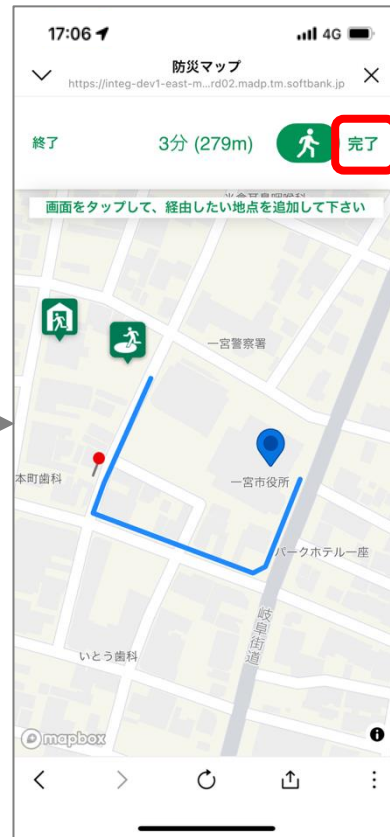 17:06
4G
防災マップ
https://integ-dev1-east-m...rd02.madp.tm.softbank.jp
終了
3分 (279m)
完了
画面をタップして、経由したい地点を追加して下さい
一宮警察署
本町歯科
一宮市役所
パークホテル一座
岐阜街道
いとう歯科
mapbox